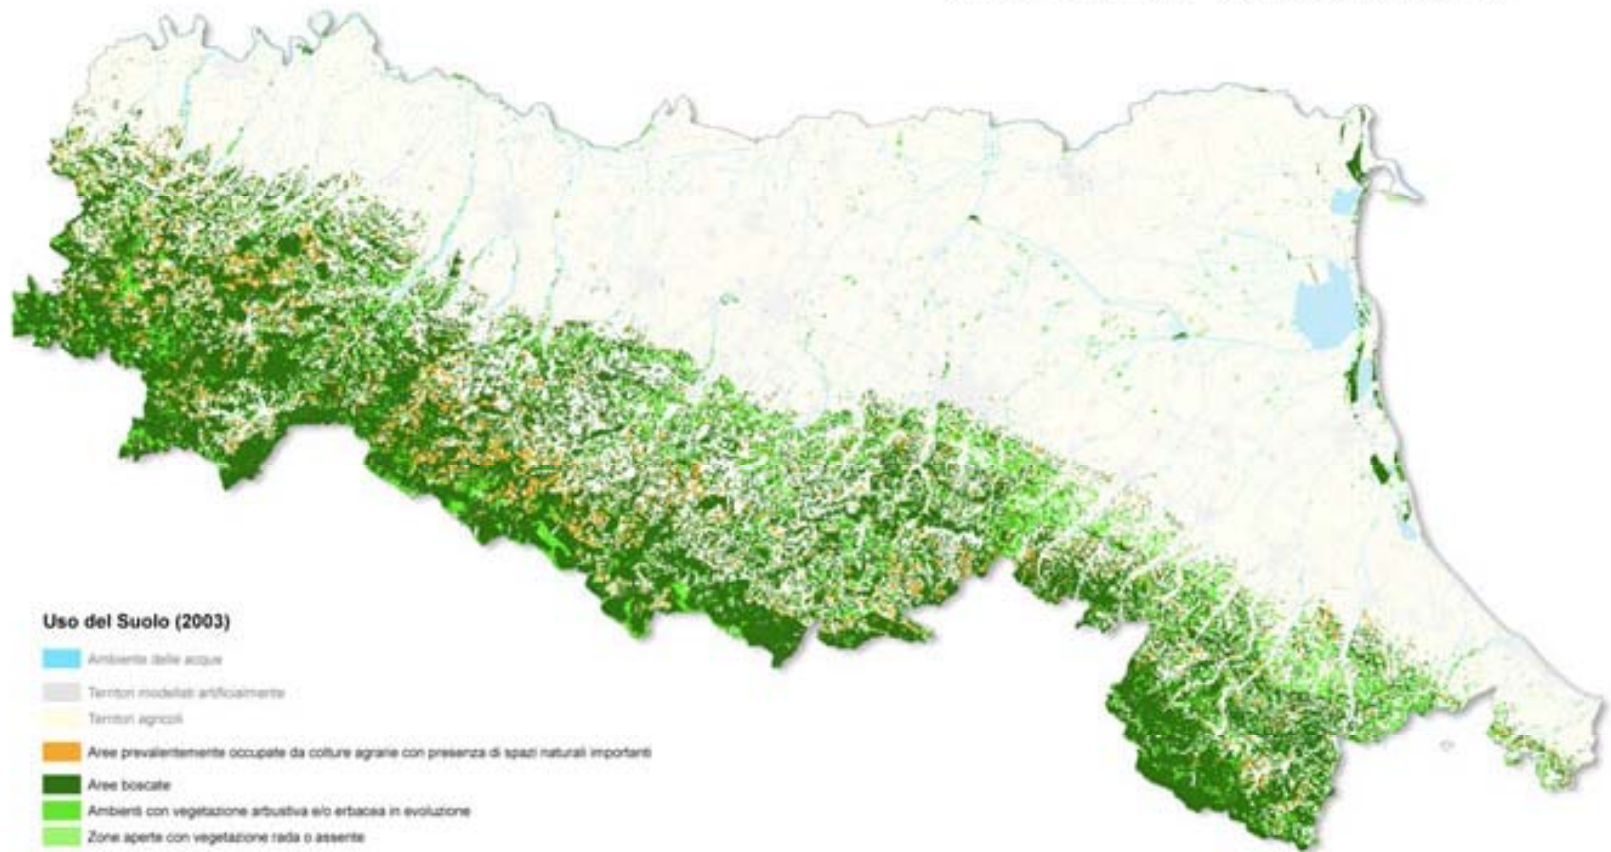 Uso del Suolo (2003)
Ambiente delle acque
Territori modellati artificialmente
Territori agricoli
Aree prevalentemente occupate da colture agrarie con presenza di spazi naturali importanti
Aree boscate
Ambienti con vegetazione arbustiva e/o erbacea in evoluzione
Zone aperte con vegetazione rada o assente